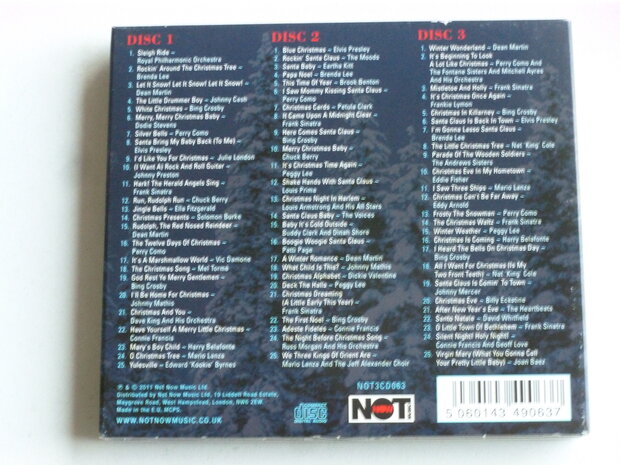 DISC 1
1. Sleigh Ride –
Royal Philharmonic Orchestra
2. Rockin' Around The Christmas Tree –
Brenda Lee
3. Let It Snow! Let It Snow! Let It Snow! –
Dean Martin
4. The Little Drummer Boy – Johnny Cash
5. White Christmas – Bing Crosby
6. Merry, Merry Christmas Baby –
Dodie Stevens
7. Silver Bells – Perry Como
8. Santa Bring My Baby Back (To Me) –
Elvis Presley
9. I'd Like You For Christmas – Julie London
10. (I Want A) Rock And Roll Guitar –
Johnny Preston
11. Hark! The Herald Angels Sing –
Frank Sinatra
12. Run, Rudolph Run – Chuck Berry
13. Jingle Bells – Ella Fitzgerald
14. Christmas Presents – Solomon Burke
15. Rudolph, The Red Nosed Reindeer –
Dean Martin
16. The Twelve Days Of Christmas –
Perry Como
17. It's A Marshmallow World – Vic Damone
18. The Christmas Song – Mel Tormé
19. God Rest Ye Merry Gentlemen –
Bing Crosby
20. I'll Be Home For Christmas –
Johnny Mathis
21. Christmas And You –
Dave King And His Orchestra
22. Have Yourself A Merry Little Christmas –
Connie Francis
23. Mary's Boy Child – Harry Belafonte
24. O Christmas Tree – Mario Lanza
25. Yulesville – Edward 'Kookie' Byrnes
DISC 2
1. Blue Christmas – Elvis Presley
2. Rockin' Santa Claus – The Moods
3. Santa Baby – Eartha Kitt
4. Papa Noel – Brenda Lee
5. This Time Of Year – Brook Benton
6. I Saw Mommy Kissing Santa Claus –
Perry Como
7. Christmas Cards – Petula Clark
8. It Came Upon A Midnight Clear –
Frank Sinatra
9. Here Comes Santa Claus –
Bing Crosby
10. Merry Christmas Baby –
Chuck Berry
11. It's Christmas Time Again –
Peggy Lee
12. Shake Hands With Santa Claus –
Louis Prima
13. Christmas Night In Harlem –
Louis Armstrong And His All Stars
14. Santa Claus Baby – The Voices
15. Baby It's Cold Outside –
Buddy Clark And Dinah Shore
16. Boogie Woogie Santa Claus –
Patti Page
17. A Winter Romance – Dean Martin
18. What Child Is This? – Johnny Mathis
19. Christmas Alphabet – Dickie Valentine
20. Deck The Halls – Peggy Lee
21. Christmas Dreaming
(A Little Early This Year) –
Frank Sinatra
22. The First Noel – Bing Crosby
23. Adeste Fideles – Connie Francis
24. The Night Before Christmas Song –
Russ Morgan And His Orchestra
25. We Three Kings Of Orient Are –
Mario Lanza And The Jeff Alexander Choir
DISC 3
1. Winter Wonderland – Dean Martin
2. It's Beginning To Look
A Lot Like Christmas – Perry Como And
The Fontane Sisters And Mitchell Ayres
And His Orchestra
3. Mistletoe And Holly – Frank Sinatra
4. It's Christmas Once Again –
Frankie Lymon
5. Christmas In Killarney – Bing Crosby
6. Santa Claus Is Back In Town – Elvis Presley
7. I'm Gonna Lasso Santa Claus –
Brenda Lee
8. The Little Christmas Tree – Nat 'King' Cole
9. Parade Of The Wooden Soldiers –
The Andrews Sisters
10. Christmas Eve In My Hometown –
Eddie Fisher
11. I Saw Three Ships – Mario Lanza
12. Christmas Can't Be Far Away –
Eddy Arnold
13. Frosty The Snowman – Perry Como
14. The Christmas Waltz – Frank Sinatra
15. Winter Weather – Peggy Lee
16. Christmas Is Coming – Harry Belafonte
17. I Heard The Bells On Christmas Day –
Bing Crosby
18. All I Want For Christmas (Is My
Two Front Teeth) – Nat 'King' Cole
19. Santa Claus Is Comin' To Town –
Johnny Mercer
20. Christmas Eve – Billy Eckstine
21. After New Year's Eve – The Heartbeats
22. Santa Natale – David Whitfield
23. O Little Town Of Bethlehem – Frank Sinatra
24. Silent Night! Holy Night! –
Connie Francis And Geoff Love
25. Virgin Mary (What You Gonna Call
Your Pretty Little Baby) – Joan Baez
℗ & © 2011 Not Now Music Ltd.
Distributed by Not Now Music Ltd, 19 Liddell Road Estate,
Maygrove Road, West Hampstead, London, NW6 2EW.
Made in the E.U. MCPS.
WWW.NOTNOWMUSIC.CO.UK
COMPACT
DISC
DIGITAL AUDIO
NOT3CD063
NOT
NOW
MUSIC
5 060143 490637